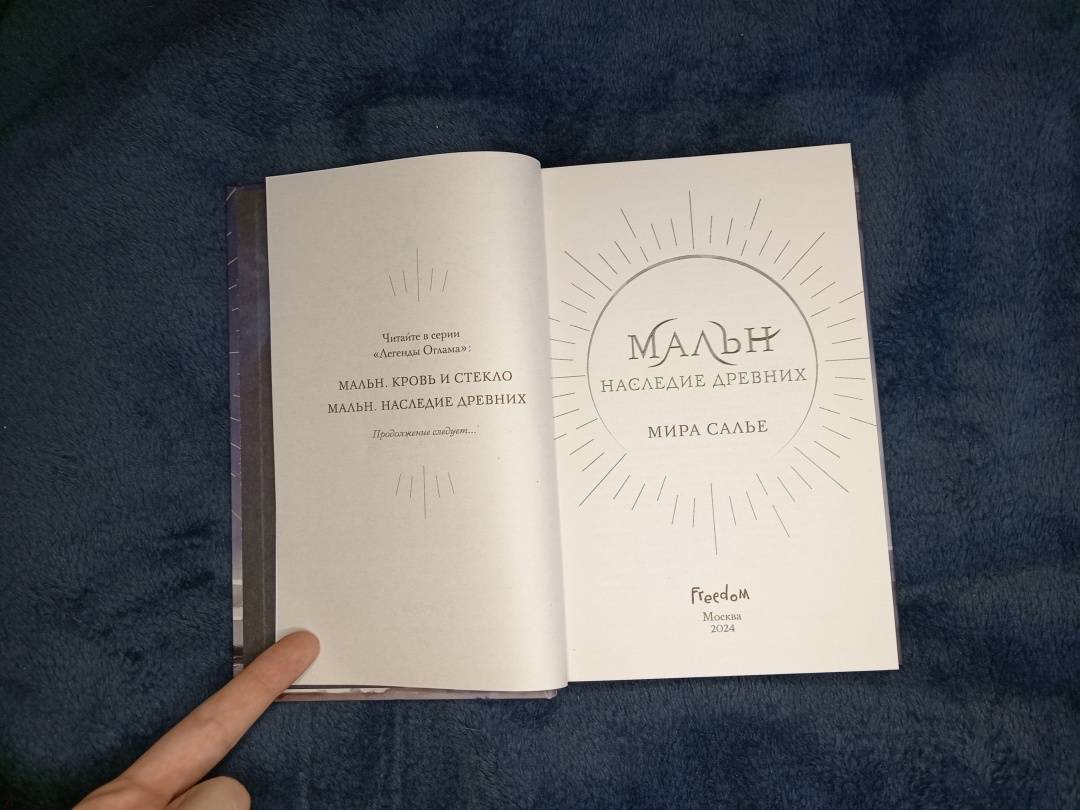 Читайте в серии
«Легенды Оглама»:
МАЛЬН. КРОВЬ И СТЕКЛО
МАЛЬН. НАСЛЕДИЕ ДРЕВНИХ
Продолжение следует...
МАЛЬН
НАСЛЕДИЕ ДРЕВНИХ
МИРА САЛЬЕ
Freedom
Москва
2024